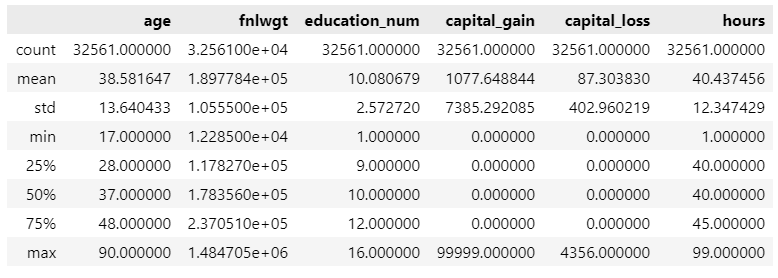 age fnlwgt education_num capital_gain capital_loss hours
count 32561.000000 3.256100e+04 32561.000000 32561.000000 32561.000000 32561.000000
mean 38.581647 1.897784e+05 10.080679 1077.648844 87.303830 40.437456
std 13.640433 1.055500e+05 2.572720 7385.292085 402.960219 12.347429
min 17.000000 1.228500e+04 1.000000 0.000000 0.000000 1.000000
25% 28.000000 1.178270e+05 9.000000 0.000000 0.000000 40.000000
50% 37.000000 1.783560e+05 10.000000 0.000000 0.000000 40.000000
75% 48.000000 2.370510e+05 12.000000 0.000000 0.000000 45.000000
max 90.000000 1.484705e+06 16.000000 99999.000000 4356.000000 99.000000